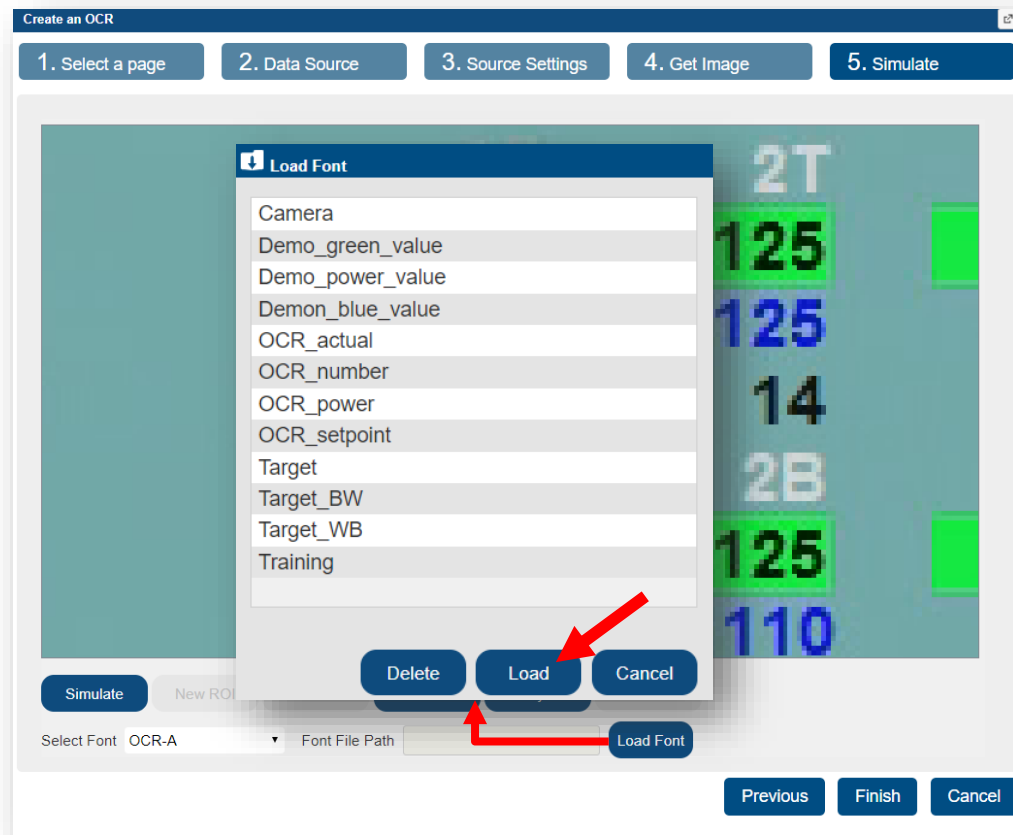 Create an OCR
1. Select a page
2. Data Source
3. Source Settings
4. Get Image
5. Simulate
Load Font
Camera
Demo_green_value
Demo_power_value
Demon_blue_value
OCR_actual
OCR_number
OCR_power
OCR_setpoint
Target
Target_BW
Target_WB
Training
Delete
Load
Cancel
2T
125
125
14
2B
125
110
Simulate
New ROI
Select Font
OCR-A
Font File Path
Load Font
Previous
Finish
Cancel